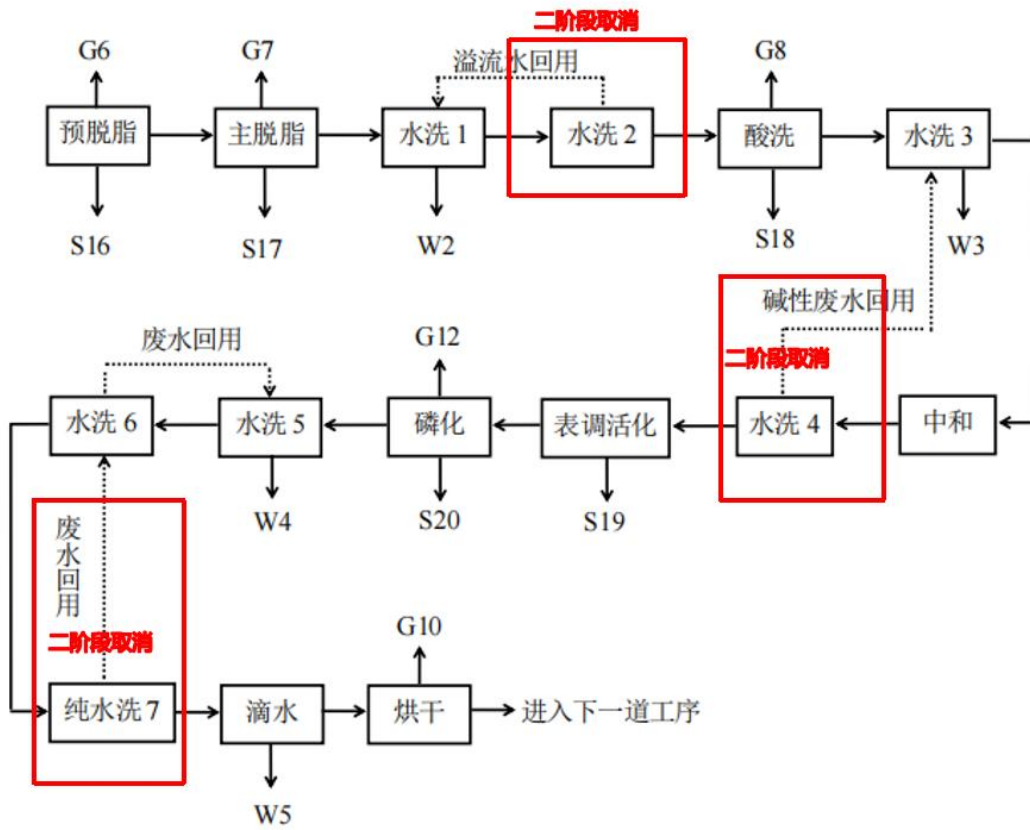 二阶段取消
G6
G7
溢流水回用
G8
预脱脂
主脱脂
水洗 1
水洗 2
酸洗
水洗 3
S16
S17
W2
S18
W3
碱性废水回用
废水回用
G12
二阶段取消
水洗 6
水洗 5
磷化
表调活化
水洗 4
中和
W4
S20
S19
废水回用
二阶段取消
G10
纯水洗 7
滴水
烘干
进入下一道工序
W5